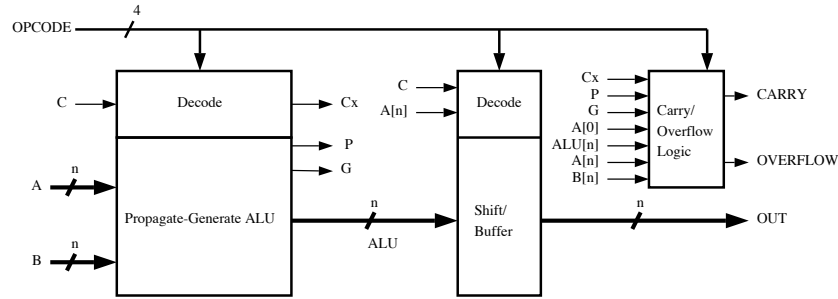 4
OPCODE
C
Decode
Cx
P
G
n
A
Propagate-Generate ALU
n
B
n
ALU
C
A[n]
Decode
Shift/
Buffer
Cx
P
G
A[0]
ALU[n]
A[n]
B[n]
Carry/
Overflow
Logic
CARRY
OVERFLOW
n
OUT